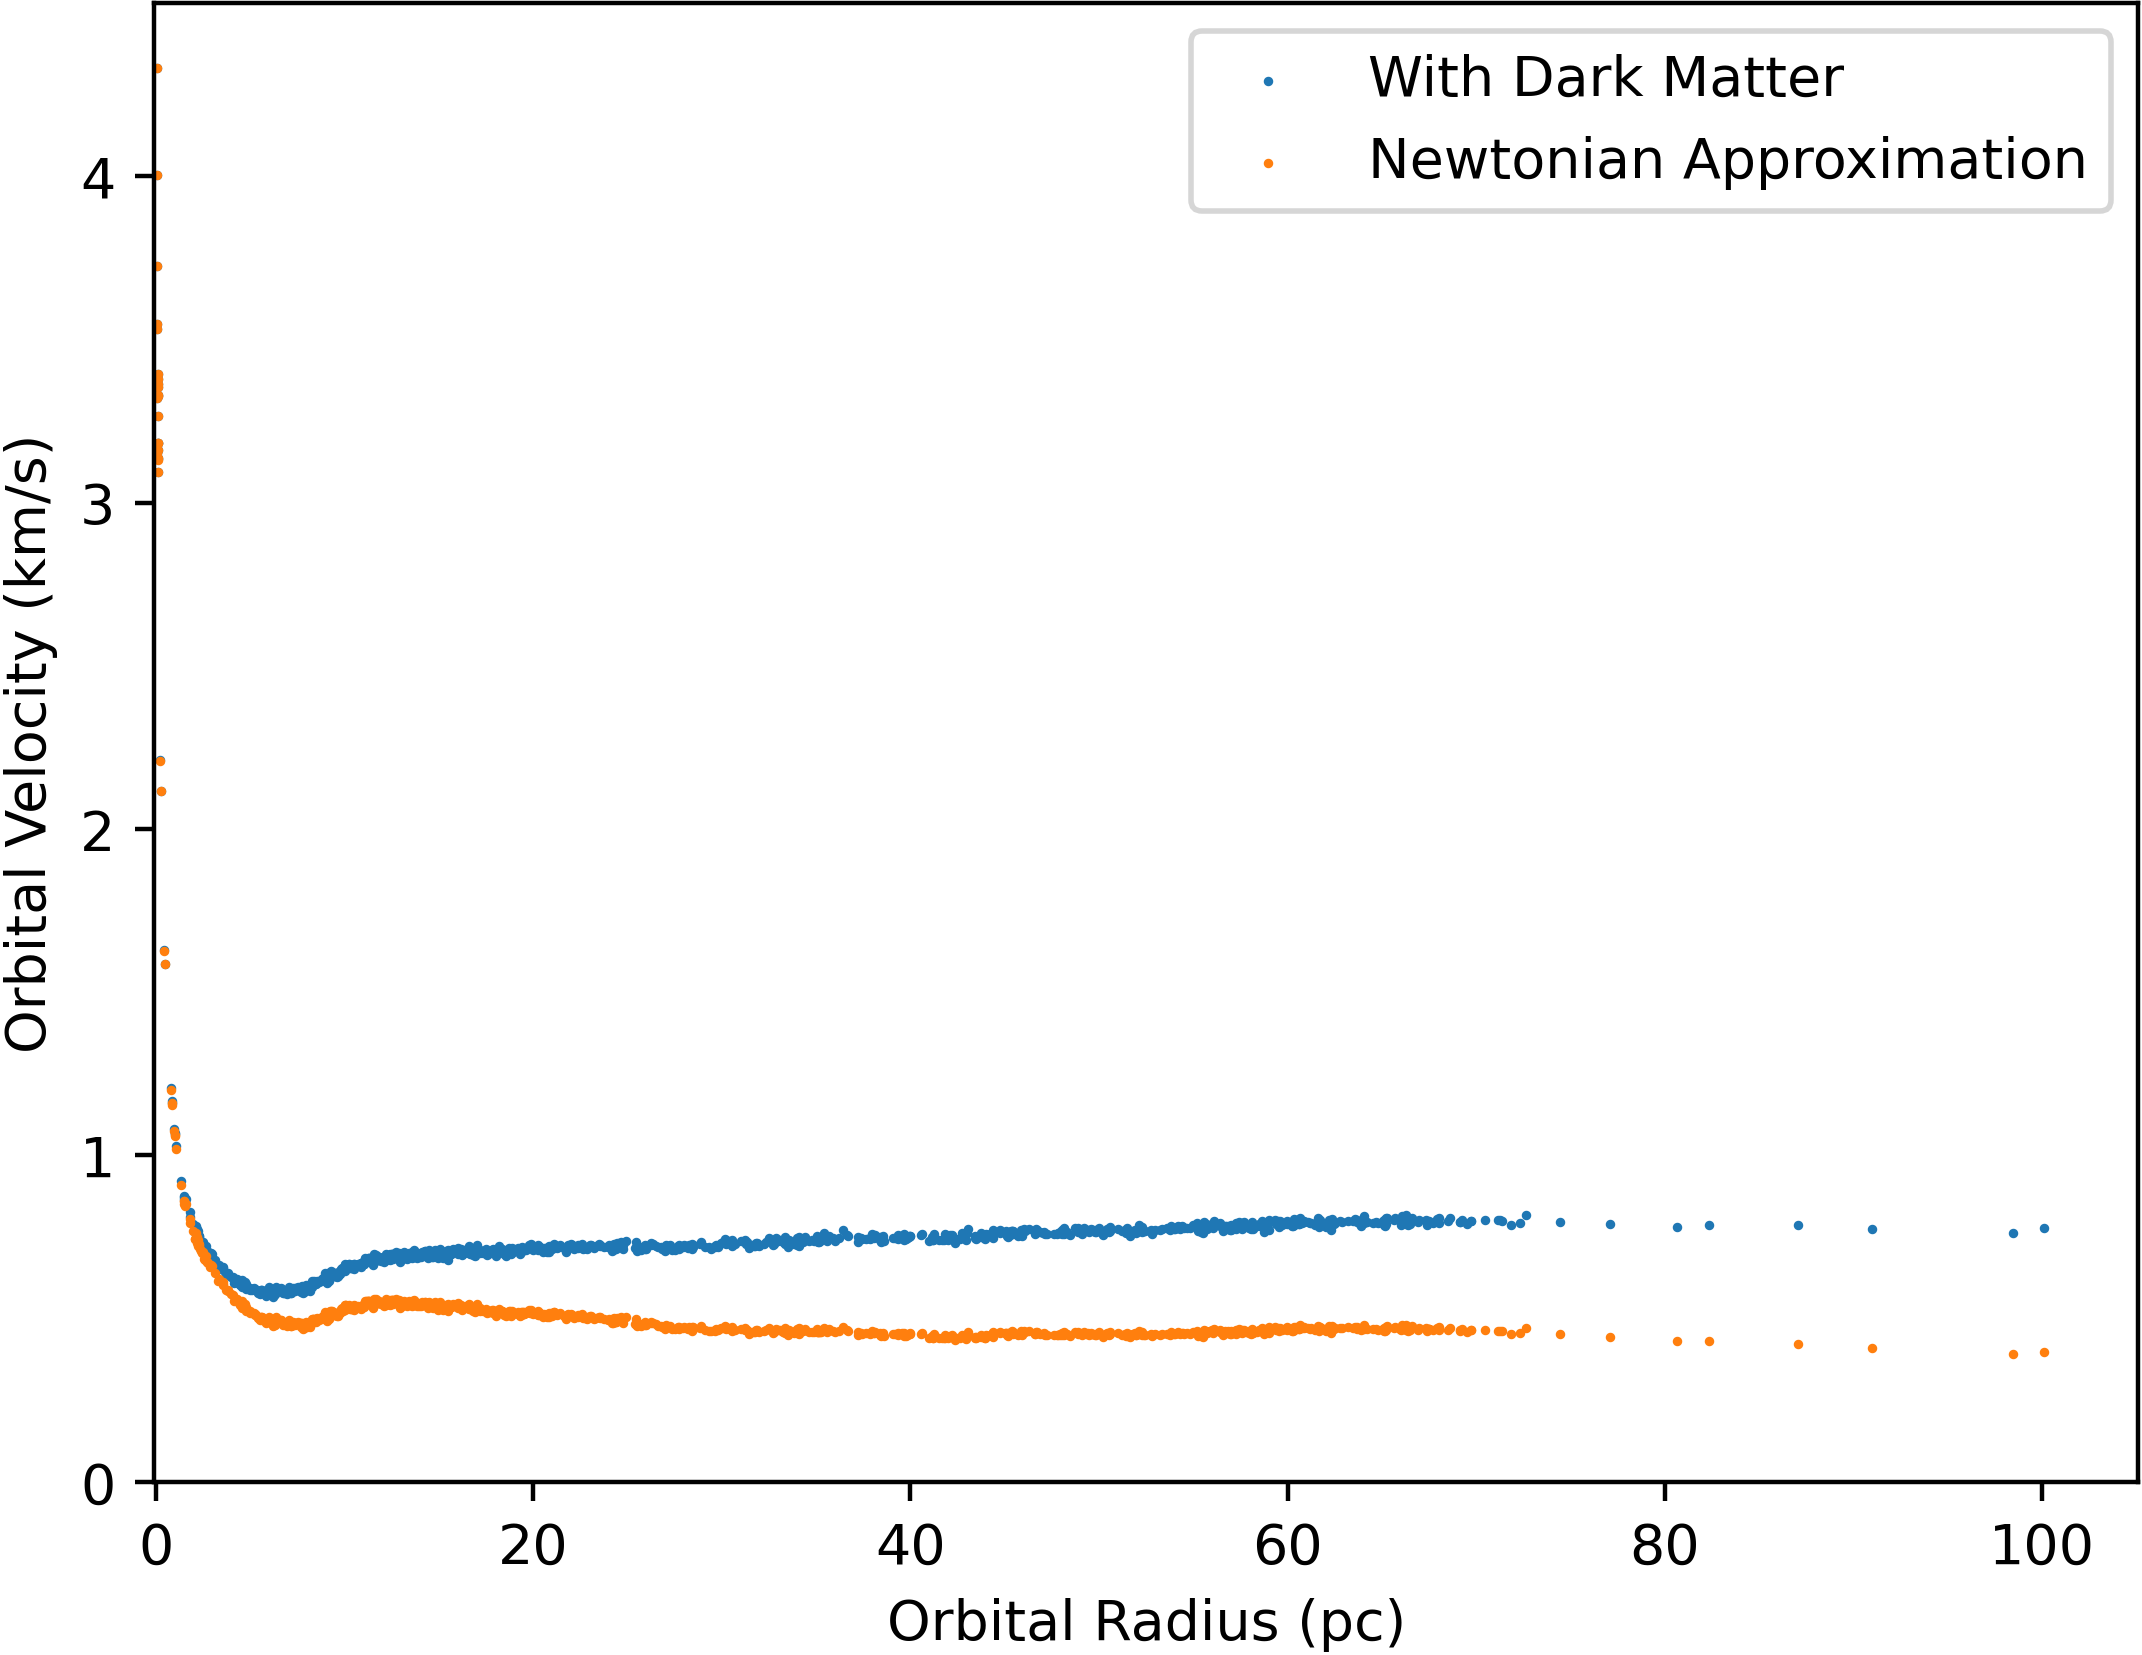 With Dark Matter
Newtonian Approximation
4
3
2
1
0
Orbital Velocity (km/s)
0 20 40 60 80 100
Orbital Radius (pc)